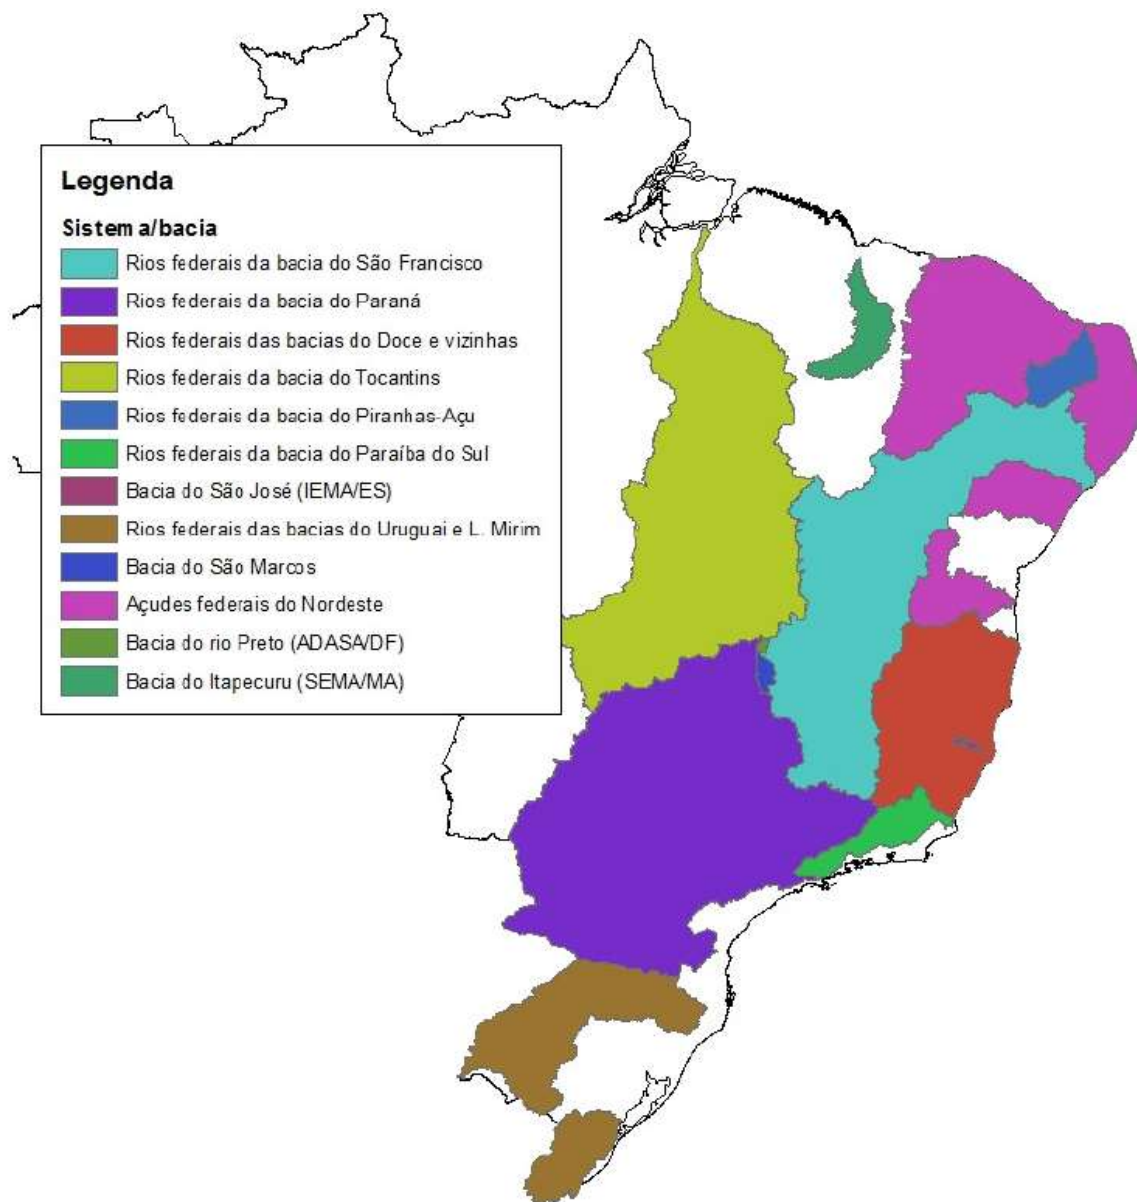 Legenda
Sistema/bacia
Rios federais da bacia do São Francisco
Rios federais da bacia do Paraná
Rios federais das bacias do Doce e vizinhas
Rios federais da bacia do Tocantins
Rios federais da bacia do Piranhas-Açu
Rios federais da bacia do Paraíba do Sul
Bacia do São José (IEMA/ES)
Rios federais das bacias do Uruguai e L. Mirim
Bacia do São Marcos
Açudes federais do Nordeste
Bacia do rio Preto (ADASA/DF)
Bacia do Itapecuru (SEMA/MA)